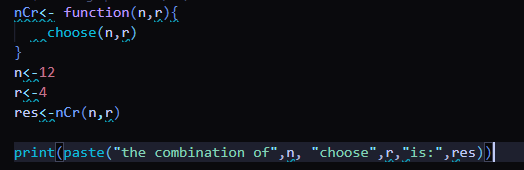 nCr<- function(n,r){
    choose(n,r)
}
n<-12
r<-4
res<-nCr(n,r)
print(paste("the combination of",n, "choose",r,"is:",res))